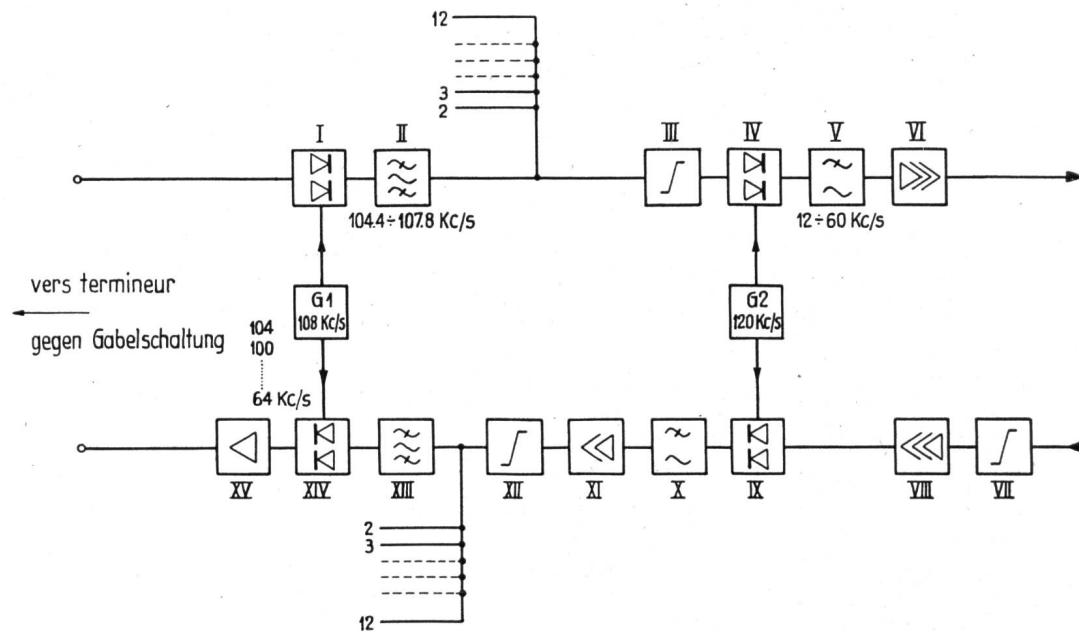 12
3
2
I
II
III
IV
V
VI
104.4÷107.8 Kc/s
12÷60 Kc/s
vers termineur
gegen Gabelschaltung
G1
108 Kc/s
G2
120 Kc/s
104
100
64 Kc/s
XV
XIV
XIII
XII
XI
X
IX
VIII
VII
2
3
12